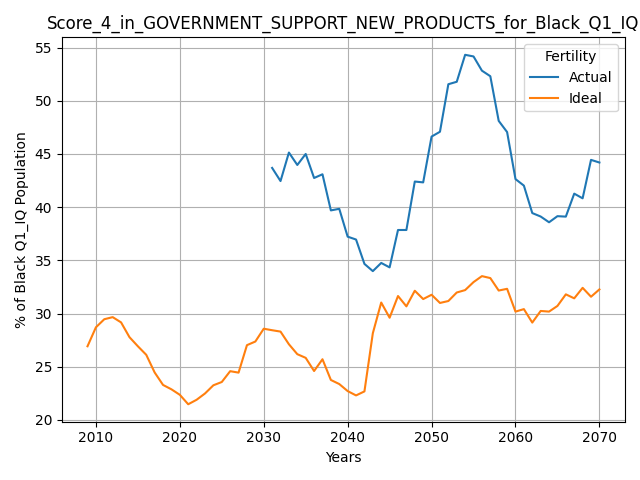 Score_4_in_GOVERNMENT_SUPPORT_NEW_PRODUCTS_for_Black_Q1_IQ
Fertility
Actual
Ideal
% of Black Q1_IQ Population
55
50
45
40
35
30
25
20
2010
2020
2030
2040
2050
2060
2070
Years